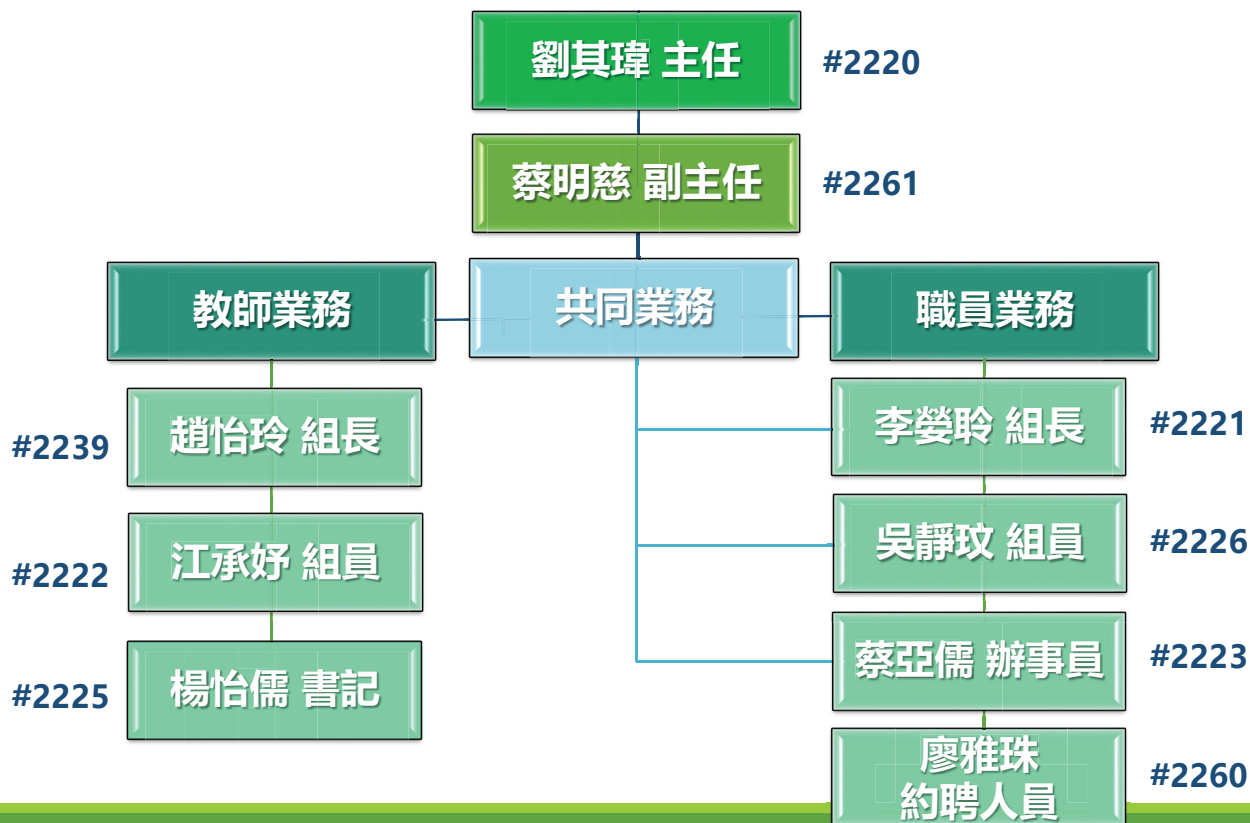 劉其瑋 主任
#2220
蔡明慈 副主任
#2261
教師業務
共同業務
職員業務
趙怡玲 組長
#2239
江承妤 組員
#2222
楊怡儒 書記
#2225
李嫈聆 組長
#2221
吳靜玟 組員
#2226
蔡亞儒 辦事員
#2223
廖雅珠
約聘人員
#2260